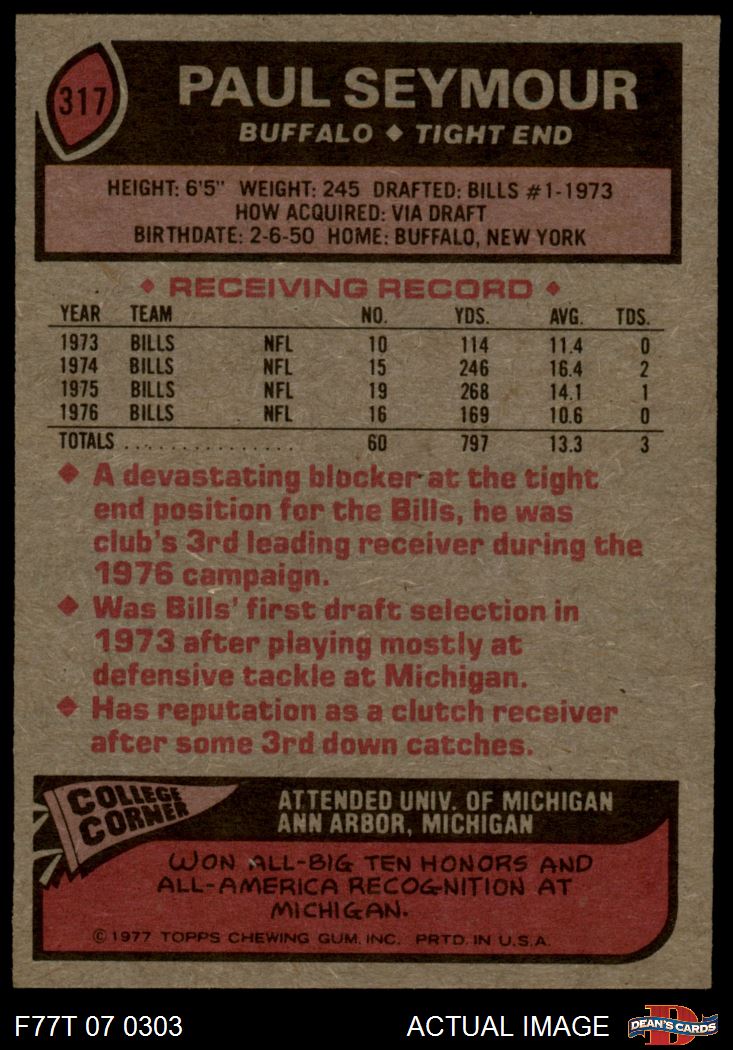 317
PAUL SEYMOUR
BUFFALO ◆ TIGHT END
HEIGHT: 6'5" WEIGHT: 245 DRAFTED: BILLS #1-1973
HOW ACQUIRED: VIA DRAFT
BIRTHDATE: 2-6-50 HOME: BUFFALO, NEW YORK
◆ RECEIVING RECORD ◆
YEAR TEAM NO. YDS. AVG. TDS.
1973 BILLS NFL 10 114 11.4 0
1974 BILLS NFL 15 246 16.4 2
1975 BILLS NFL 19 268 14.1 1
1976 BILLS NFL 16 169 10.6 0
TOTALS ................ 60 797 13.3 3
◆ A devastating blocker at the tight
end position for the Bills, he was
club's 3rd leading receiver during the
1976 campaign.
◆ Was Bills' first draft selection in
1973 after playing mostly at
defensive tackle at Michigan.
◆ Has reputation as a clutch receiver
after some 3rd down catches.
COLLEGE
CORNER
ATTENDED UNIV. OF MICHIGAN
ANN ARBOR, MICHIGAN
WON ALL-BIG TEN HONORS AND
ALL-AMERICA RECOGNITION AT
MICHIGAN.
© 1977 TOPPS CHEWING GUM, INC. PRTD. IN U.S.A.
F77T 07 0303
ACTUAL IMAGE
D
DEAN'S CARDS